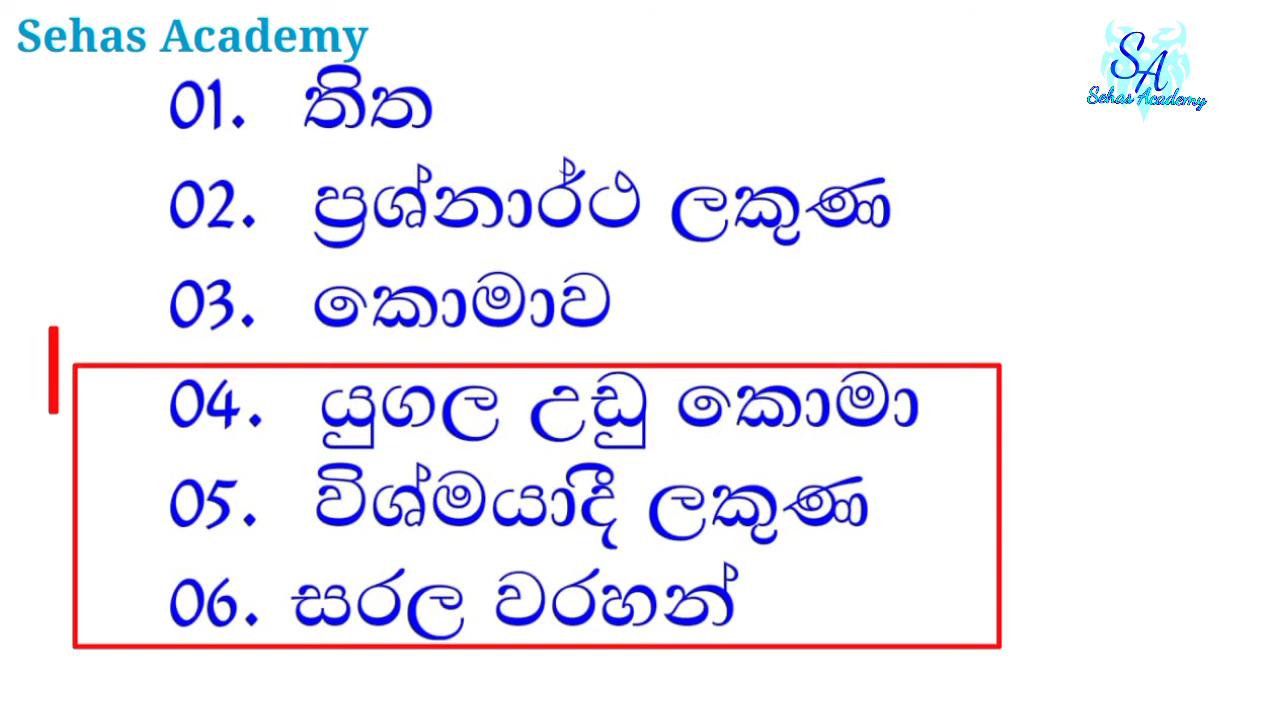 Sehas Academy
SA
Sehas Academy
01. තිත
02. ප්‍රශ්නාර්ථ ලකුණ
03. කොමාව
04. යුගල උඩු කොමා
05. විශ්මයාදී ලකුණ
06. සරල වරහන්